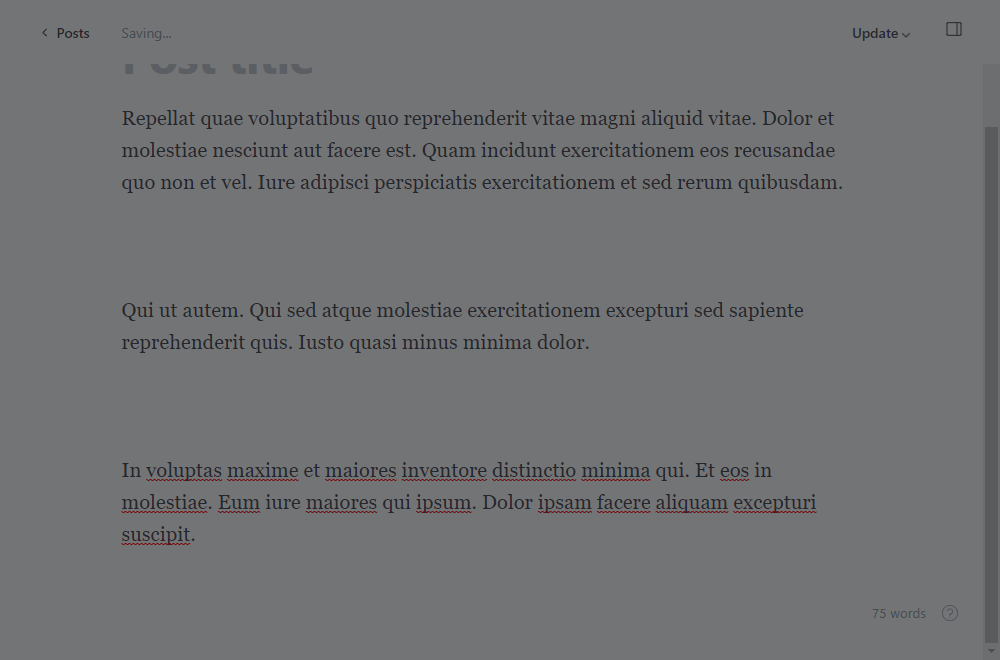 Posts
Saving...
Update
Post title
Repellat quae voluptatibus quo reprehenderit vitae magni aliquid vitae. Dolor et
molestiae nesciunt aut facere est. Quam incidunt exercitationem eos recusandae
quo non et vel. Iure adipisci perspiciatis exercitationem et sed rerum quibusdam.
Qui ut autem. Qui sed atque molestiae exercitationem excepturi sed sapiente
reprehenderit quis. Iusto quasi minus minima dolor.
In voluptas maxime et maiores inventore distinctio minima qui. Et eos in
molestiae. Eum iure maiores qui ipsum. Dolor ipsam facere aliquam excepturi
suscipit.
75 words
?